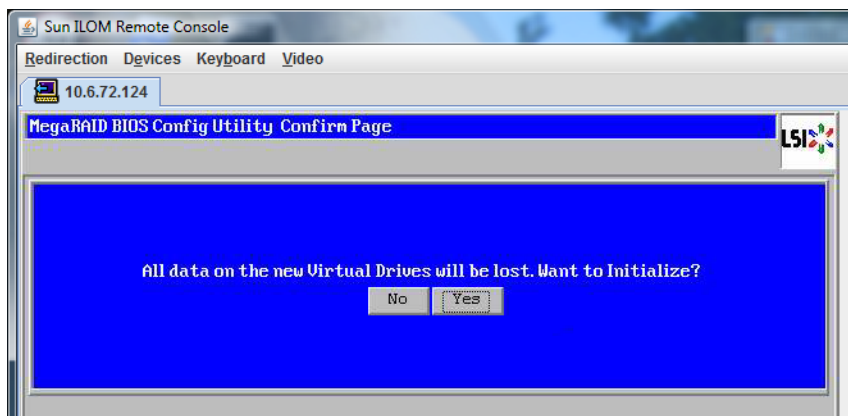 Sun ILOM Remote Console
Redirection Devices Keyboard Video
10.6.72.124
MegaRAID BIOS Config Utility Confirm Page
LSI
All data on the new Virtual Drives will be lost. Want to Initialize?
No Yes